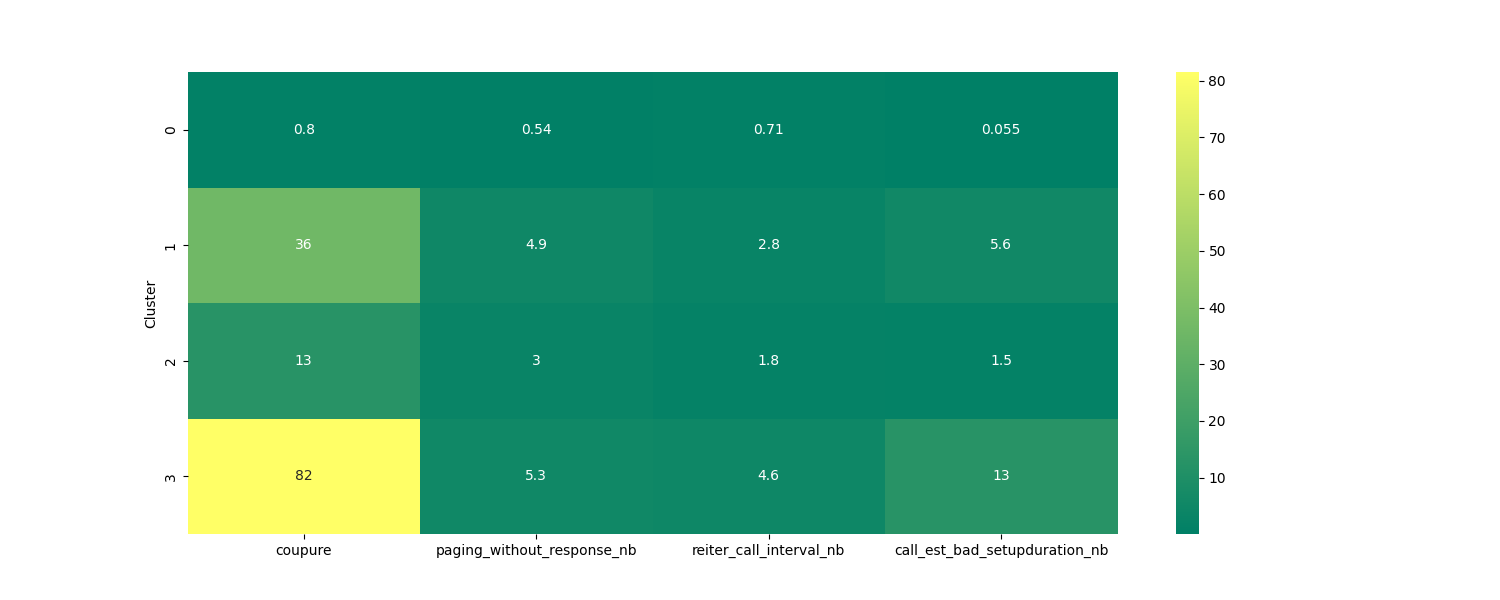 0 0.8 0.54 0.71 0.055
1 36 4.9 2.8 5.6
2 13 3 1.8 1.5
3 82 5.3 4.6 13
Cluster
coupure paging_without_response_nb reiter_call_interval_nb call_est_bad_setupduration_nb
80
70
60
50
40
30
20
10